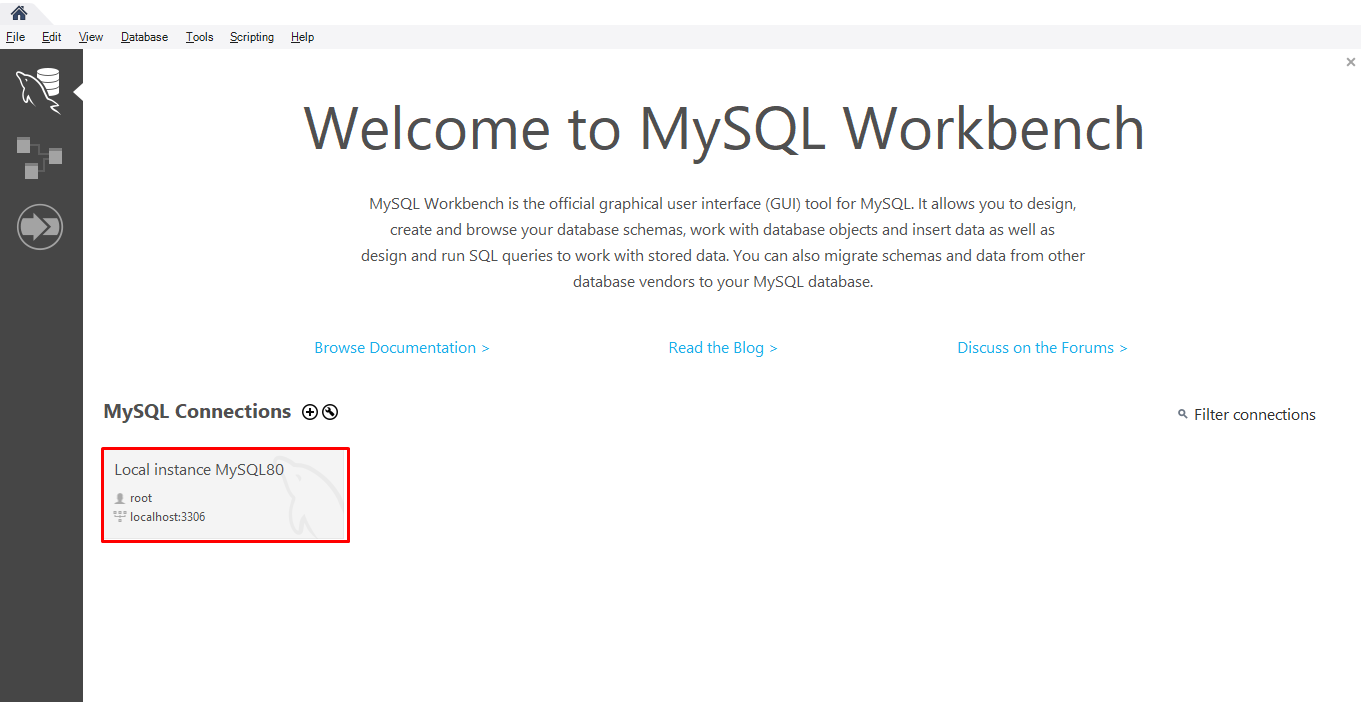 File Edit View Database Tools Scripting Help
Welcome to MySQL Workbench
MySQL Workbench is the official graphical user interface (GUI) tool for MySQL. It allows you to design,
create and browse your database schemas, work with database objects and insert data as well as
design and run SQL queries to work with stored data. You can also migrate schemas and data from other
database vendors to your MySQL database.
Browse Documentation > Read the Blog > Discuss on the Forums >
MySQL Connections
Filter connections
Local instance MySQL80
root
localhost:3306